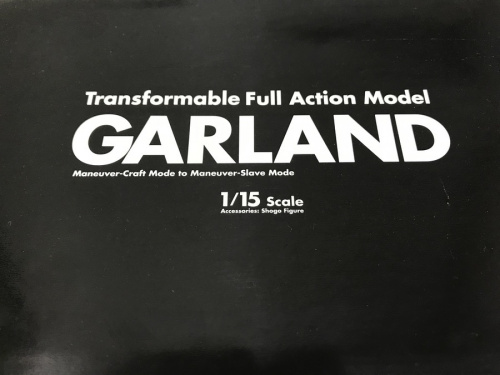 Transformable Full Action Model
GARLAND
Maneuver-Craft Mode to Maneuver-Slave Mode
1/15 Scale
Accessories: Shogo Figure